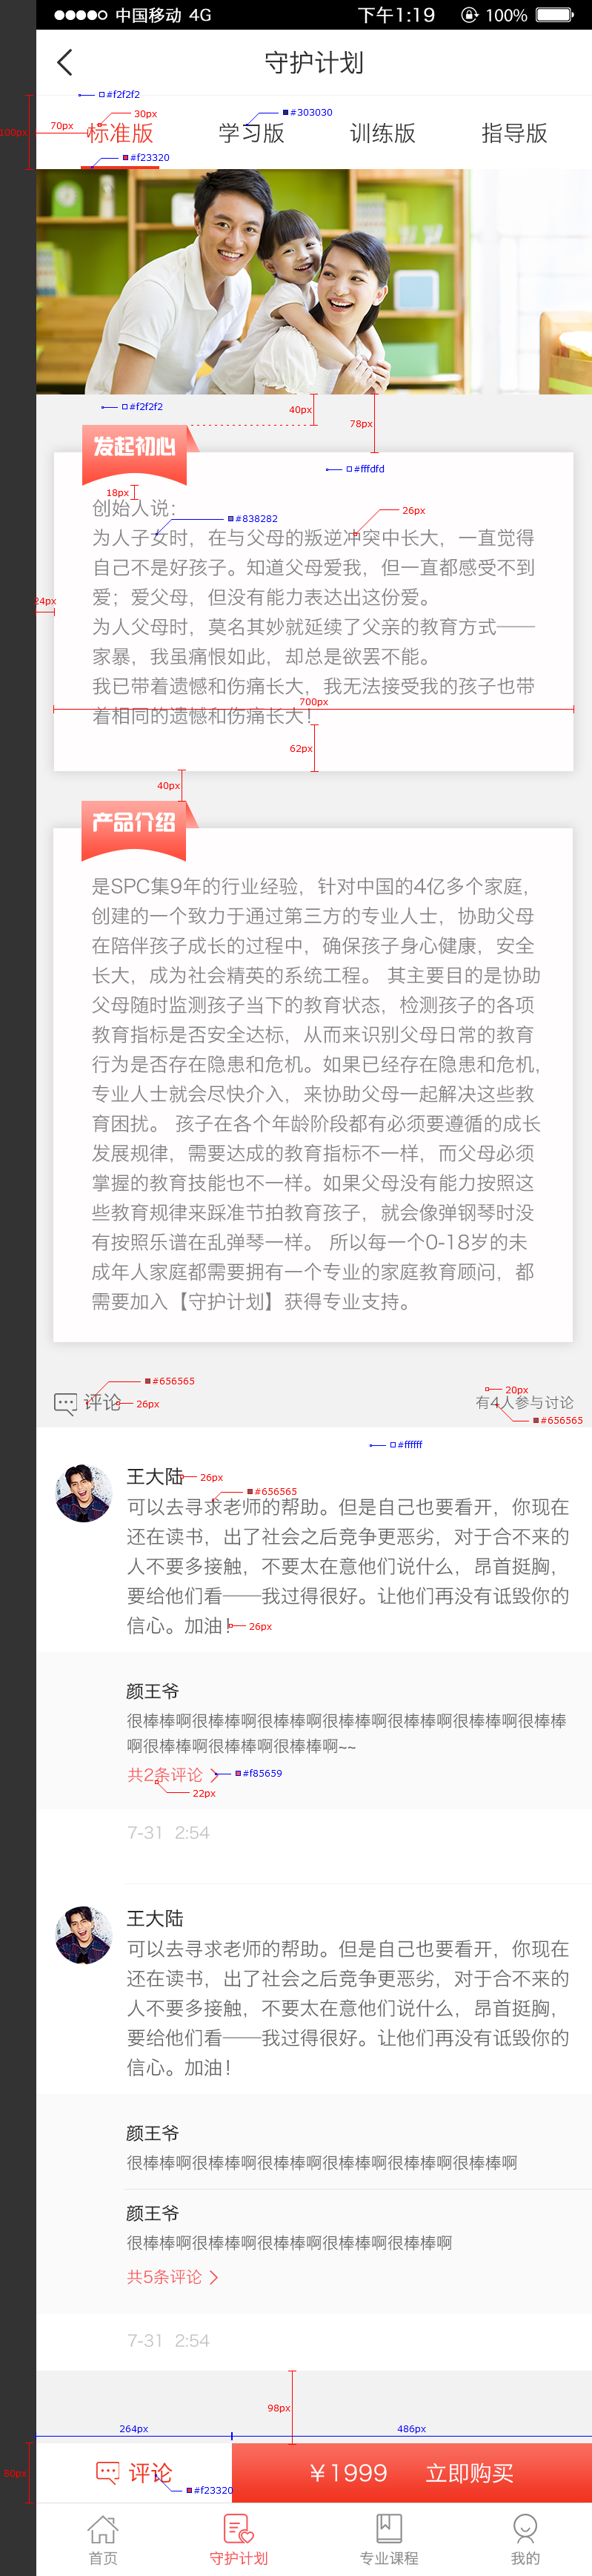 中国移动 4G 下午1:19 100%
守护计划
#f2f2f2
30px
#303030
100px
70px
标准版 学习版 训练版 指导版
#f23320
#f2f2f2
40px
78px
发起初心
#fffdfd
18px
创始人说：
#838282
26px
为人子女时，在与父母的叛逆冲突中长大，一直觉得
自己不是好孩子。知道父母爱我，但一直都感受不到
爱；爱父母，但没有能力表达出这份爱。
24px
为人父母时，莫名其妙就延续了父亲的教育方式——
家暴，我虽痛恨如此，却总是欲罢不能。
我已带着遗憾和伤痛长大，我无法接受我的孩子也带
700px
着相同的遗憾和伤痛长大！
62px
40px
产品介绍
是SPC集9年的行业经验，针对中国的4亿多个家庭，
创建的一个致力于通过第三方的专业人士，协助父母
在陪伴孩子成长的过程中，确保孩子身心健康，安全
长大，成为社会精英的系统工程。 其主要目的是协助
父母随时监测孩子当下的教育状态，检测孩子的各项
教育指标是否安全达标，从而来识别父母日常的教育
行为是否存在隐患和危机。如果已经存在隐患和危机，
专业人士就会尽快介入，来协助父母一起解决这些教
育困扰。 孩子在各个年龄阶段都有必须要遵循的成长
发展规律，需要达成的教育指标不一样，而父母必须
掌握的教育技能也不一样。如果父母没有能力按照这
些教育规律来踩准节拍教育孩子，就会像弹钢琴时没
有按照乐谱在乱弹琴一样。 所以每一个0-18岁的未
成年人家庭都需要拥有一个专业的家庭教育顾问，都
需要加入【守护计划】获得专业支持。
#656565
20px
评论 26px 有4人参与讨论
#656565
#ffffff
王大陆 26px
#656565
可以去寻求老师的帮助。但是自己也要看开，你现在
还在读书，出了社会之后竞争更恶劣，对于合不来的
人不要多接触，不要太在意他们说什么，昂首挺胸，
要给他们看——我过得很好。让他们再没有诋毁你的
信心。加油！ 26px
颜王爷
很棒棒啊很棒棒啊很棒棒啊很棒棒啊很棒棒啊很棒棒啊很棒棒
啊很棒棒啊很棒棒啊很棒棒啊~~
共2条评论 #f85659
22px
7-31 2:54
王大陆
可以去寻求老师的帮助。但是自己也要看开，你现在
还在读书，出了社会之后竞争更恶劣，对于合不来的
人不要多接触，不要太在意他们说什么，昂首挺胸，
要给他们看——我过得很好。让他们再没有诋毁你的
信心。加油！
颜王爷
很棒棒啊很棒棒啊很棒棒啊很棒棒啊很棒棒啊很棒棒啊
颜王爷
很棒棒啊很棒棒啊很棒棒啊很棒棒啊很棒棒啊
共5条评论
7-31 2:54
98px
264px 486px
80px
评论 ￥1999 立即购买
#f23320
首页 守护计划 专业课程 我的